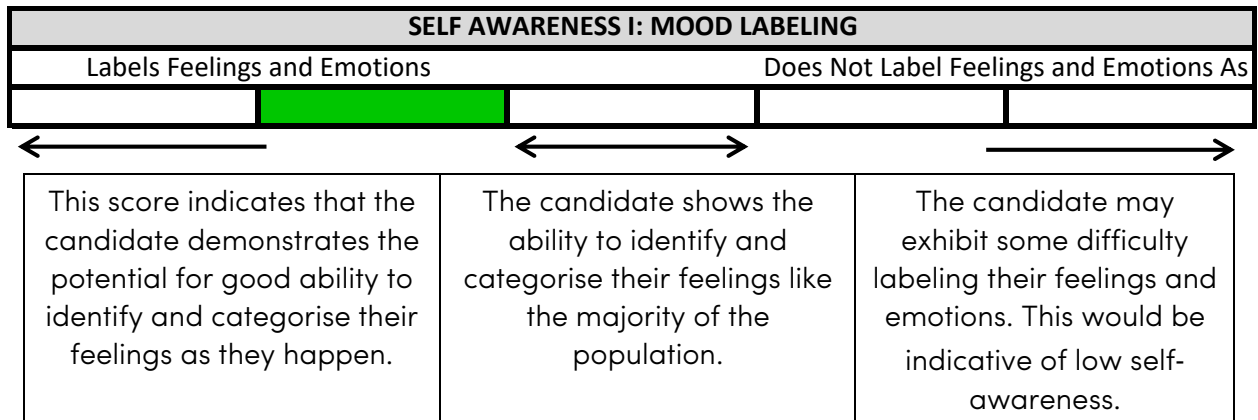 SELF AWARENESS I: MOOD LABELING
Labels Feelings and Emotions
Does Not Label Feelings and Emotions As
This score indicates that the
candidate demonstrates the
potential for good ability to
identify and categorise their
feelings as they happen.
The candidate shows the
ability to identify and
categorise their feelings like
the majority of the
population.
The candidate may
exhibit some difficulty
labeling their feelings and
emotions. This would be
indicative of low self-
awareness.